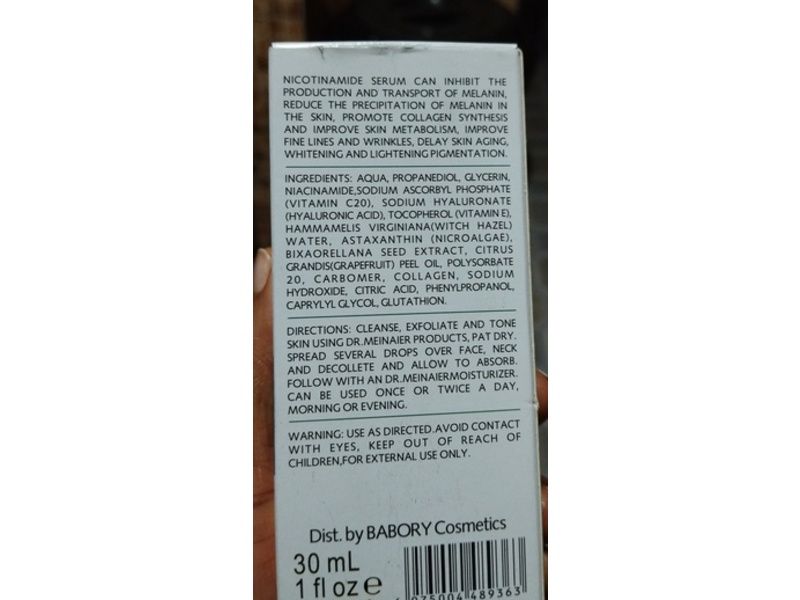 NICOTINAMIDE SERUM CAN INHIBIT THE
PRODUCTION AND TRANSPORT OF MELANIN,
REDUCE THE PRECIPITATION OF MELANIN IN
THE SKIN, PROMOTE COLLAGEN SYNTHESIS
AND IMPROVE SKIN METABOLISM, IMPROVE
FINE LINES AND WRINKLES, DELAY SKIN AGING,
WHITENING AND LIGHTENING PIGMENTATION.
INGREDIENTS: AQUA, PROPANEDIOL, GLYCERIN,
NIACINAMIDE,SODIUM ASCORBYL PHOSPHATE
(VITAMIN C20), SODIUM HYALURONATE
(HYALURONIC ACID), TOCOPHEROL (VITAMIN E),
HAMMAMELIS VIRGINIANA(WITCH HAZEL)
WATER, ASTAXANTHIN (NICROALGAE),
BIXAORELLANA SEED EXTRACT, CITRUS
GRANDIS(GRAPEFRUIT) PEEL OIL, POLYSORBATE
20, CARBOMER, COLLAGEN, SODIUM
HYDROXIDE, CITRIC ACID, PHENYLPROPANOL,
CAPRYLYL GLYCOL, GLUTATHION.
DIRECTIONS: CLEANSE, EXFOLIATE AND TONE
SKIN USING DR.MEINAIER PRODUCTS, PAT DRY.
SPREAD SEVERAL DROPS OVER FACE, NECK
AND DECOLLETE AND ALLOW TO ABSORB.
FOLLOW WITH AN DR.MEINAIERMOISTURIZER.
CAN BE USED ONCE OR TWICE A DAY,
MORNING OR EVENING.
WARNING: USE AS DIRECTED.AVOID CONTACT
WITH EYES, KEEP OUT OF REACH OF
CHILDREN,FOR EXTERNAL USE ONLY.
Dist. by BABORY Cosmetics
30 mL
1 fl oz e
975004 489363